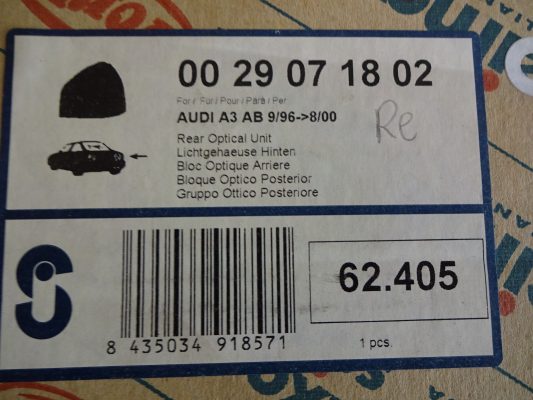 00 29 07 18 02
For / Für / Pour / Para / Per
AUDI A3 AB 9/96->8/00
Re
Rear Optical Unit
Lichtgehaeuse Hinten
Bloc Optique Arriere
Bloque Optico Posterior
Gruppo Ottico Posteriore
62.405
8 435034 918571
1 pcs.